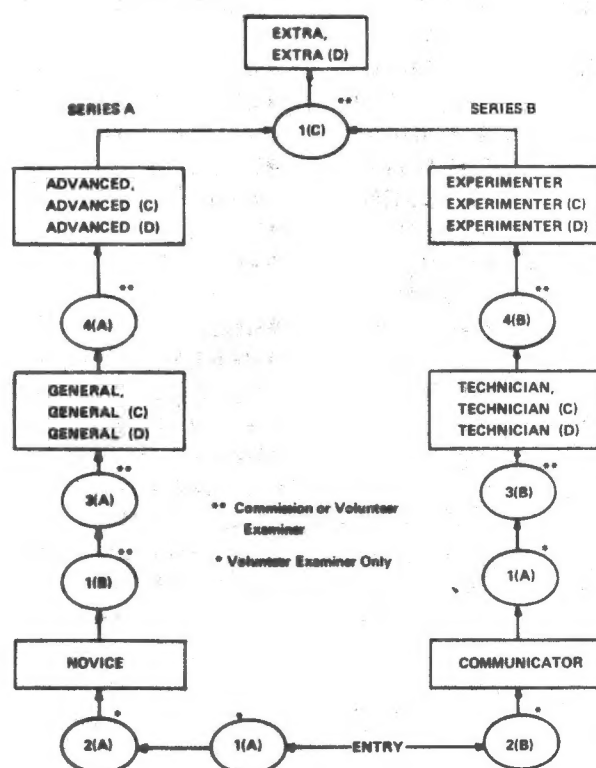 EXTRA,
EXTRA (D)
SERIES A
**
SERIES B
1(C)
ADVANCED,
ADVANCED (C)
ADVANCED (D)
EXPERIMENTER
EXPERIMENTER (C)
EXPERIMENTER (D)
**
**
4(A)
4(B)
GENERAL,
GENERAL (C)
GENERAL (D)
TECHNICIAN,
TECHNICIAN (C)
TECHNICIAN (D)
**
**
3(A)
3(B)
** Commission or Volunteer
Examiner
* Volunteer Examiner Only
**
*
1(B)
1(A)
NOVICE
COMMUNICATOR
*
*
*
2(A)
1(A)
ENTRY
2(B)